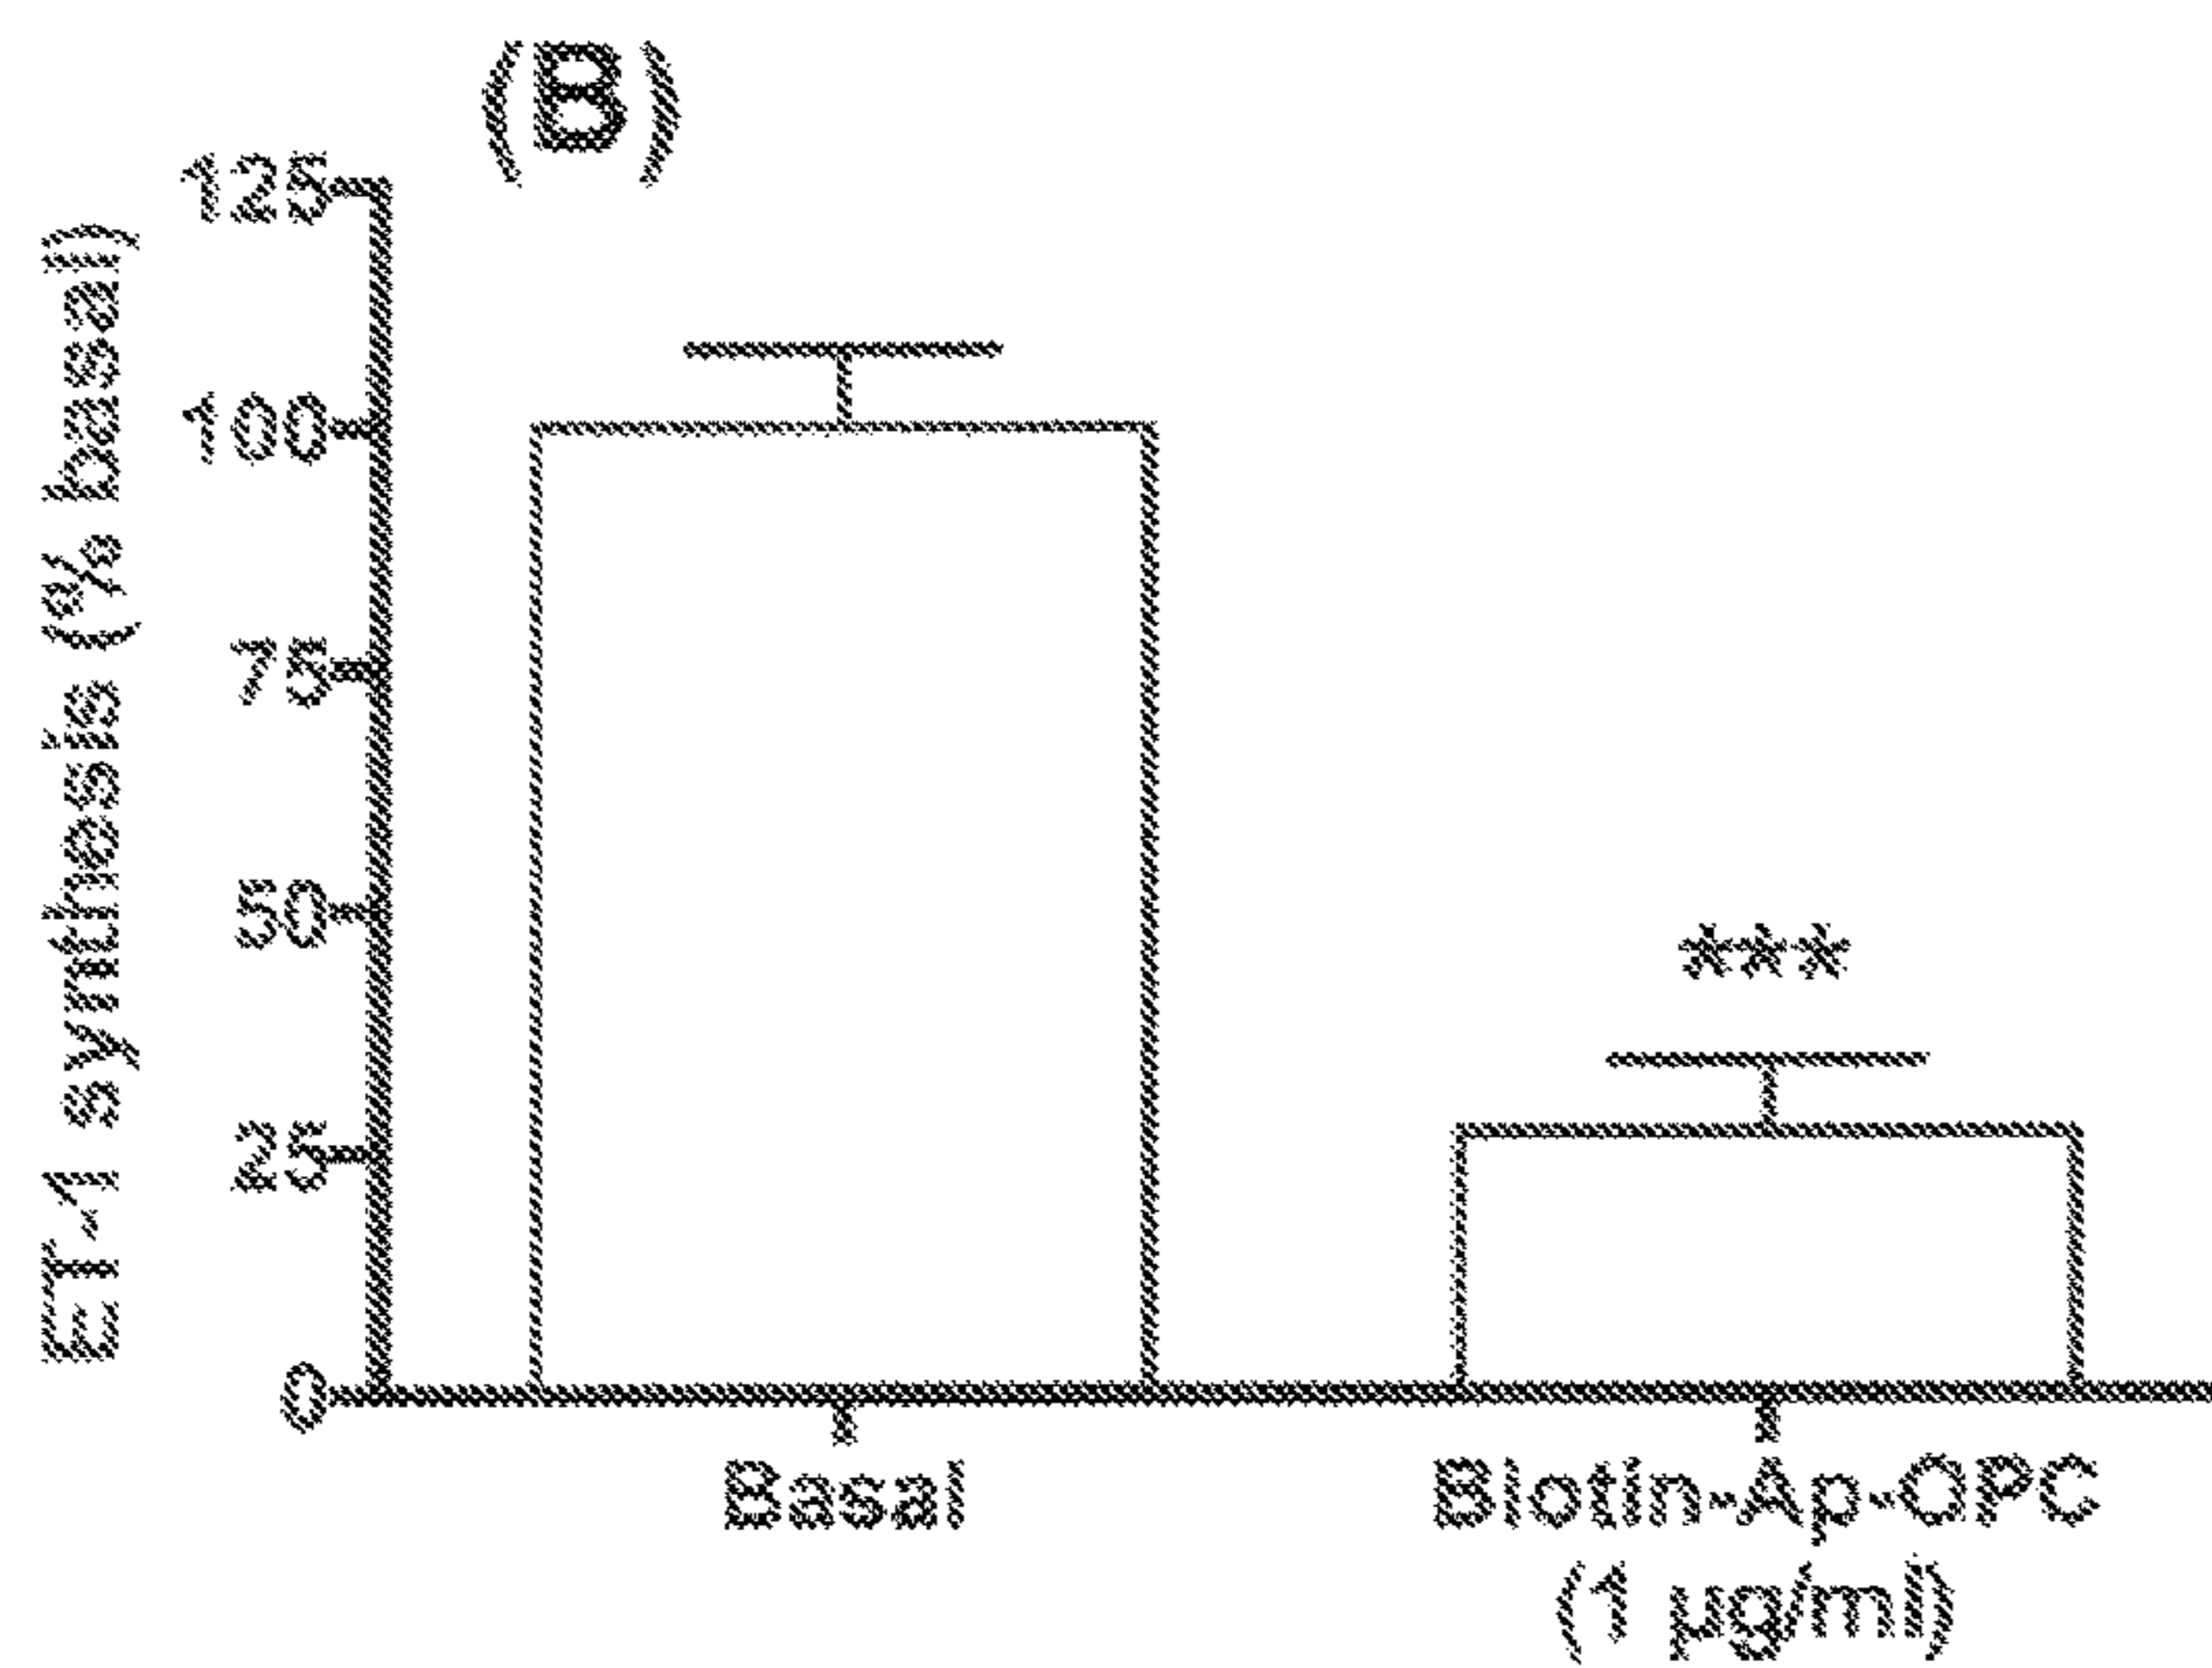 (B)
ET-1 synthesis (% basal)
125
100
75
50
25
0
***
Basal
Biotin-Ap-OPC
(1 µg/ml)